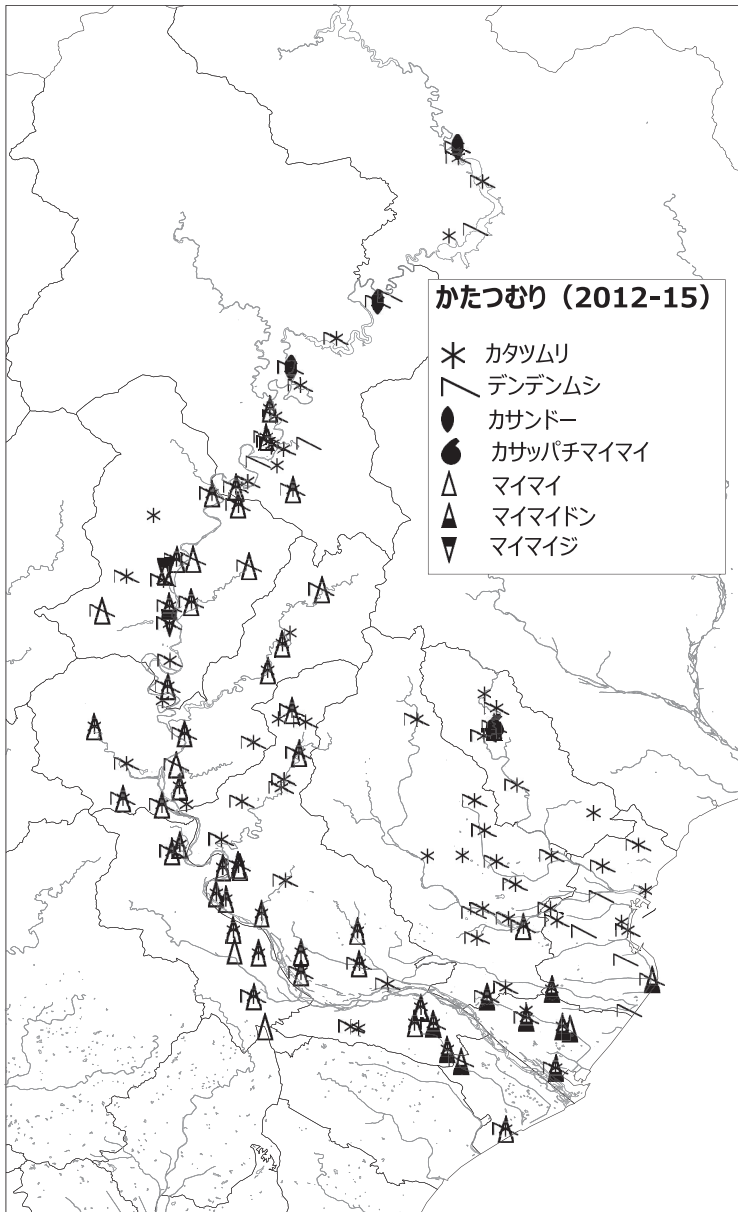 かたつむり（2012-15）
カタツムリ
デンデンムシ
カサンドー
カサッパチマイマイ
マイマイ
マイマイドン
マイマイジ